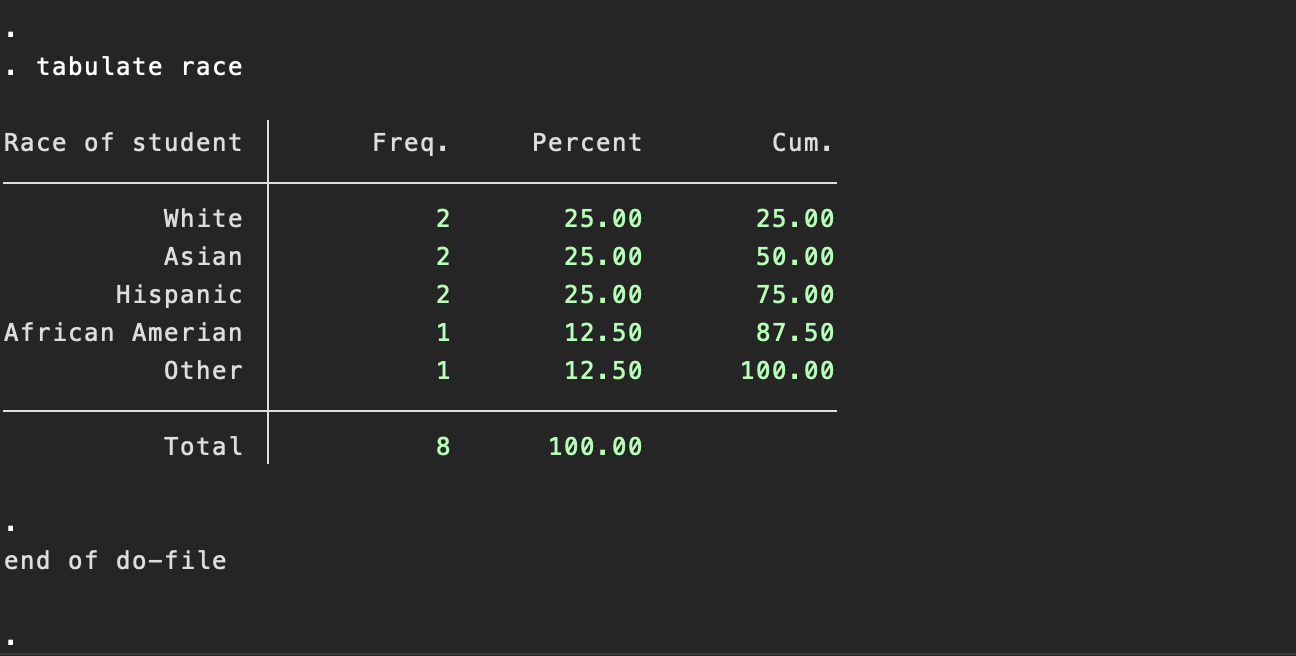 .
. tabulate race
Race of student Freq. Percent Cum.
White 2 25.00 25.00
Asian 2 25.00 50.00
Hispanic 2 25.00 75.00
African Amerian 1 12.50 87.50
Other 1 12.50 100.00
Total 8 100.00
.
end of do-file
.